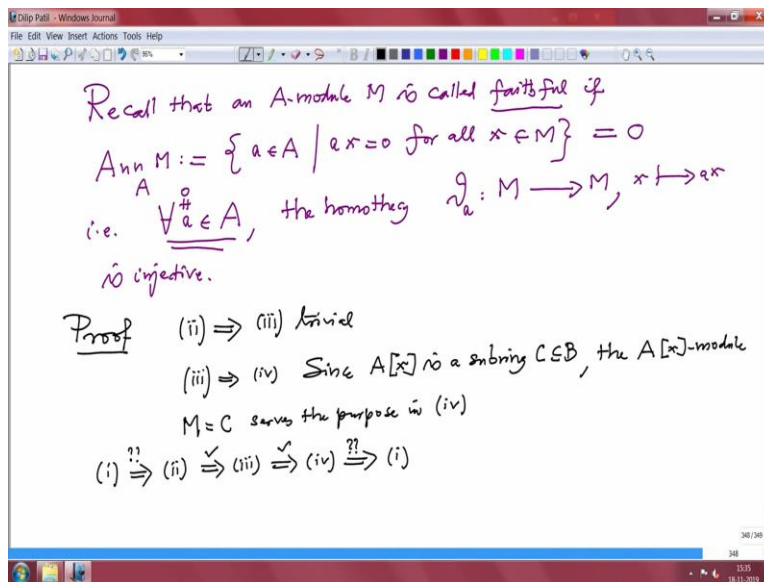 Dilip Patil - Windows Journal
File Edit View Insert Actions Tools Help
Recall that an A-module M is called faithful if
Ann_A M := { a ∈ A | ax = 0 for all x ∈ M } = 0
i.e. ∀ 0 ≠ a ∈ A, the homothecy ϑ_a : M ⟶ M, x ⟼ ax
is injective.
Proof (ii) ⇒ (iii) trivial
(iii) ⇒ (iv) Since A[x] is a subring C ⊆ B, the A[x]-module
M = C serves the purpose in (iv)
(i) ⇒?? (ii) ⇒✓ (iii) ⇒✓ (iv) ⇒?? (i)
348/349
348
15:35
18-11-2019